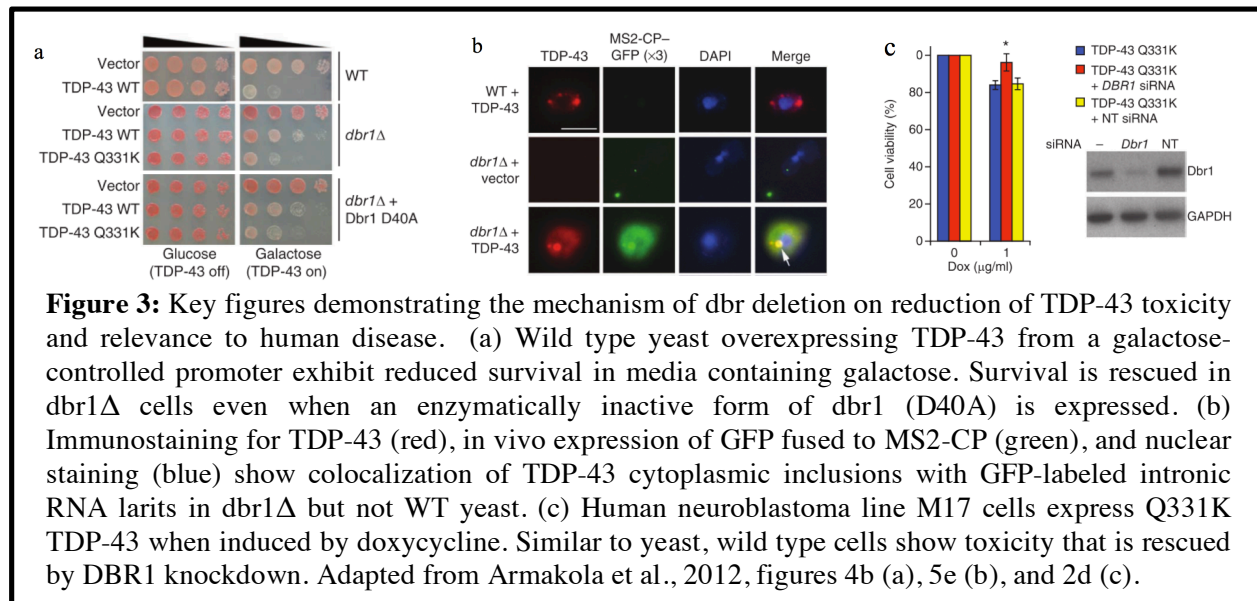 a
Vector
TDP-43 WT
WT
Vector
TDP-43 WT
TDP-43 Q331K
dbr1Δ
Vector
TDP-43 WT
TDP-43 Q331K
dbr1Δ +
Dbr1 D40A
Glucose
(TDP-43 off)
Galactose
(TDP-43 on)
b
TDP-43
MS2-CP–
GFP (×3)
DAPI
Merge
WT +
TDP-43
dbr1Δ +
vector
dbr1Δ +
TDP-43
c
Cell viability (%)
0
80
60
40
20
0
0
1
Dox (μg/ml)
*
TDP-43 Q331K
TDP-43 Q331K
+ DBR1 siRNA
TDP-43 Q331K
+ NT siRNA
siRNA – Dbr1 NT
Dbr1
GAPDH
Figure 3: Key figures demonstrating the mechanism of dbr deletion on reduction of TDP-43 toxicity
and relevance to human disease. (a) Wild type yeast overexpressing TDP-43 from a galactose-
controlled promoter exhibit reduced survival in media containing galactose. Survival is rescued in
dbr1Δ cells even when an enzymatically inactive form of dbr1 (D40A) is expressed. (b)
Immunostaining for TDP-43 (red), in vivo expression of GFP fused to MS2-CP (green), and nuclear
staining (blue) show colocalization of TDP-43 cytoplasmic inclusions with GFP-labeled intronic
RNA larits in dbr1Δ but not WT yeast. (c) Human neuroblastoma line M17 cells express Q331K
TDP-43 when induced by doxycycline. Similar to yeast, wild type cells show toxicity that is rescued
by DBR1 knockdown. Adapted from Armakola et al., 2012, figures 4b (a), 5e (b), and 2d (c).